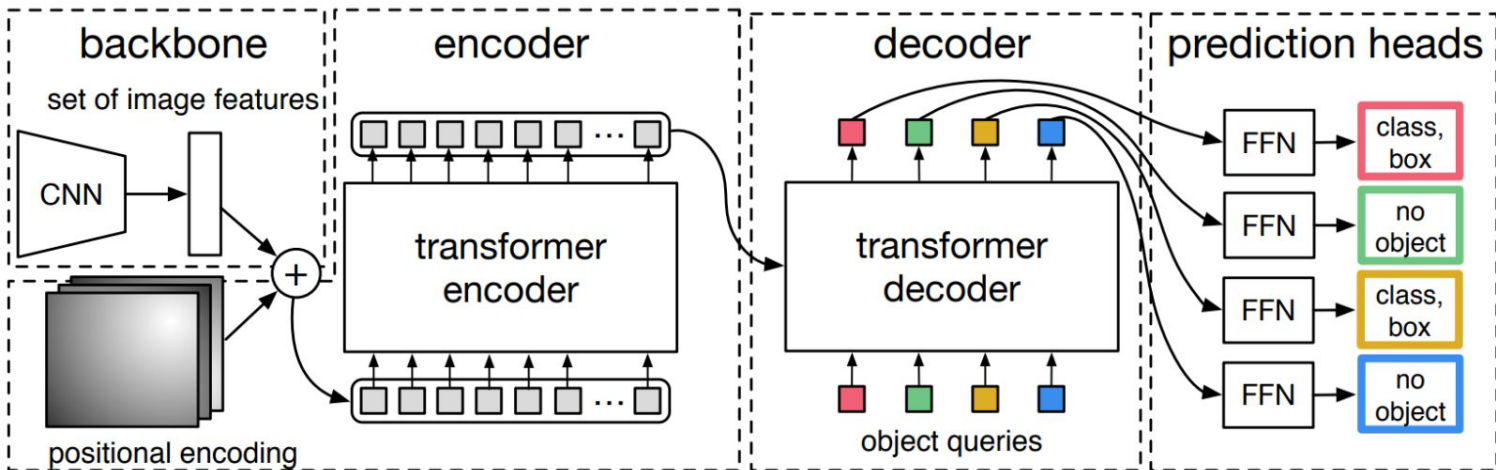 backbone
set of image features
CNN
+
positional encoding
encoder
...
transformer
encoder
...
decoder
transformer
decoder
object queries
prediction heads
FFN
class,
box
FFN
no
object
FFN
class,
box
FFN
no
object